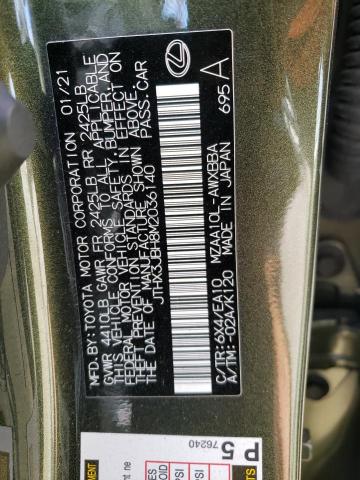 MFD. BY: TOYOTA MOTOR CORPORATION 01/21
GVWR 4410LB GAWR FR 2425LB RR 2425LB
THIS VEHICLE CONFORMS TO ALL APPLICABLE
FEDERAL MOTOR VEHICLE SAFETY, BUMPER, AND
THEFT PREVENTION STANDARDS IN EFFECT ON
THE DATE OF MANUFACTURE SHOWN ABOVE.
JTHX3JBH8M2036140 PASS.CAR
C/TR: 6X4/EA10 MZAA10L-AWXBBA
A/TM: -02A/K120 MADE IN JAPAN 695 A
P 5
76240